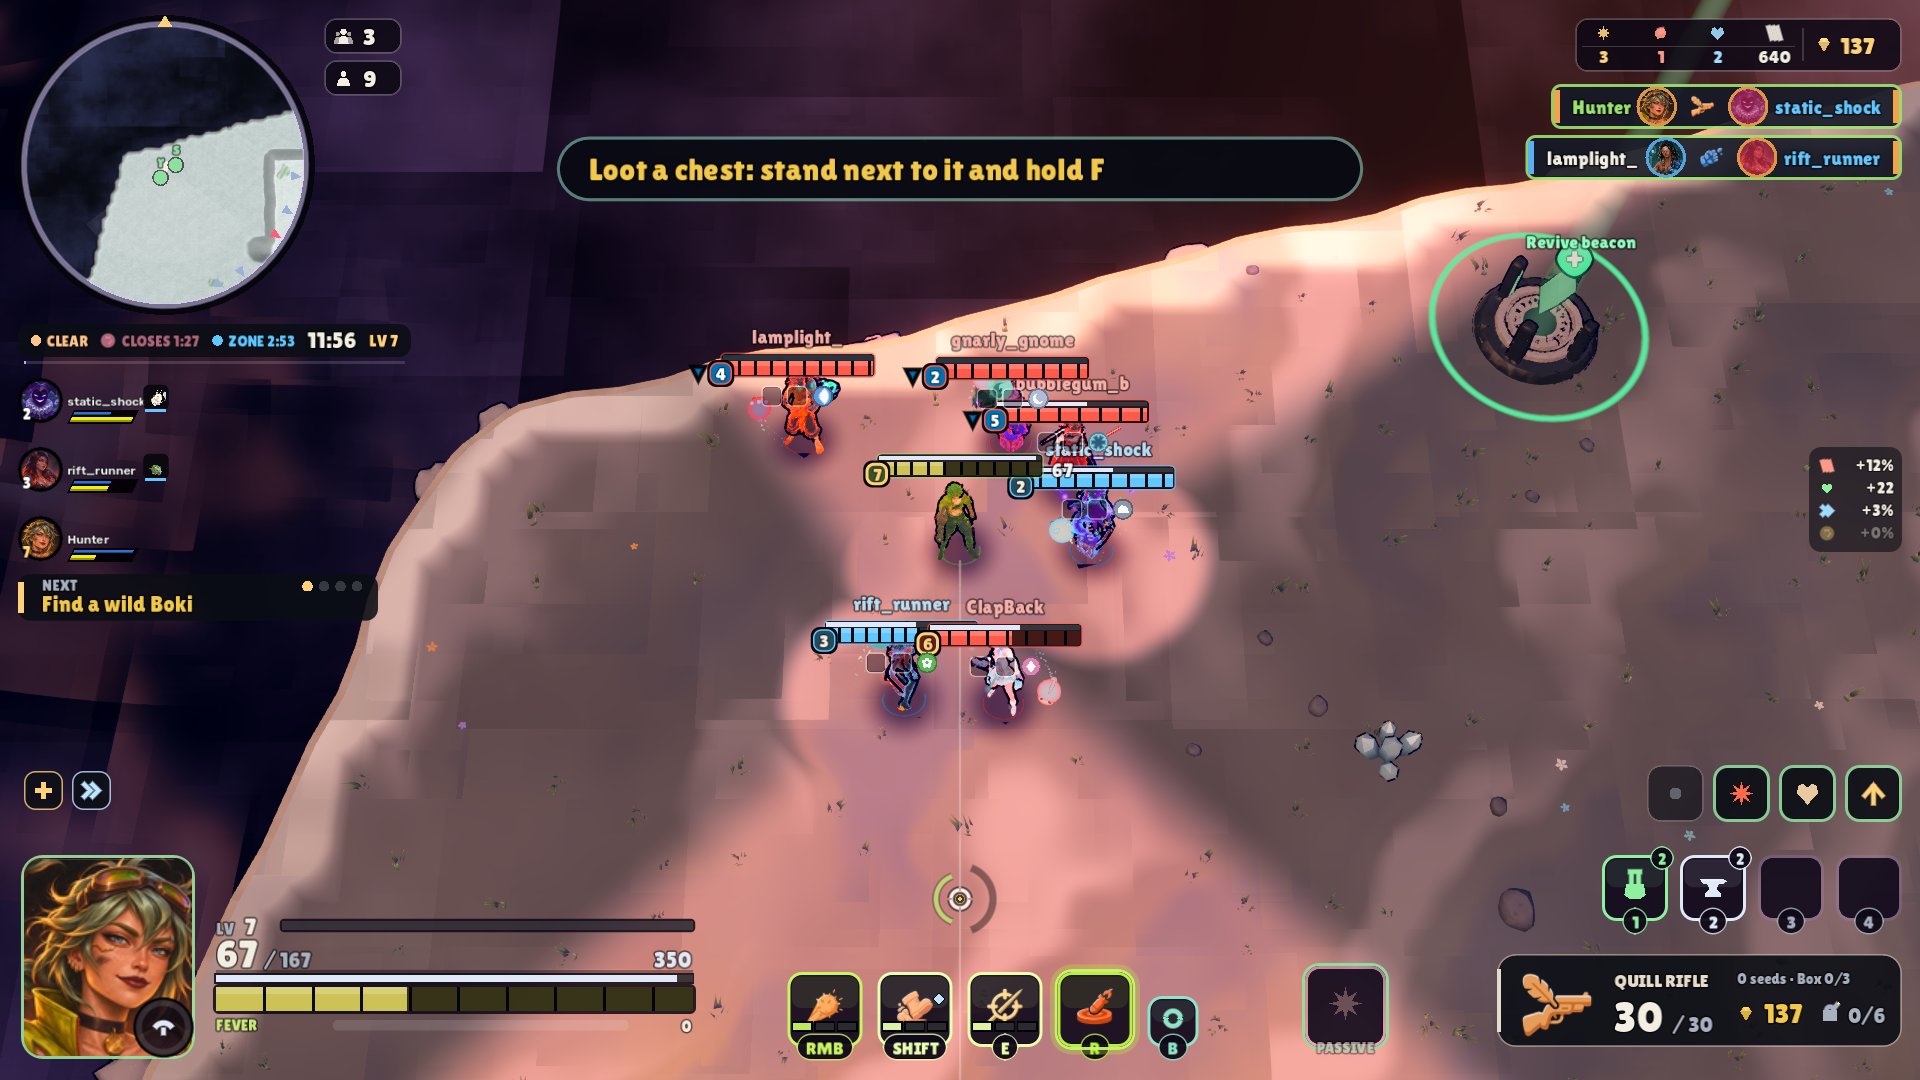 3
9
3 1 2 640 137
Hunter static_shock
lamplight_ rift_runner
Loot a chest: stand next to it and hold F
Y S
Revive beacon
CLEAR CLOSES 1:27 ZONE 2:53 11:56 LV 7
lamplight_
4
gnarly_gnome
2
bubblegum_b
5
static_shock
67
7
2
2 static_shock
3 rift_runner
7 Hunter
NEXT
Find a wild Boki
+12%
+22
+3%
+0%
rift_runner
3
ClapBack
6
LV 7
67 / 167
350
FEVER
0
RMB
SHIFT
E
R
B
PASSIVE
2
1
2
2
3
4
QUILL RIFLE
30 / 30
0 seeds · Box 0/3
137
0/6